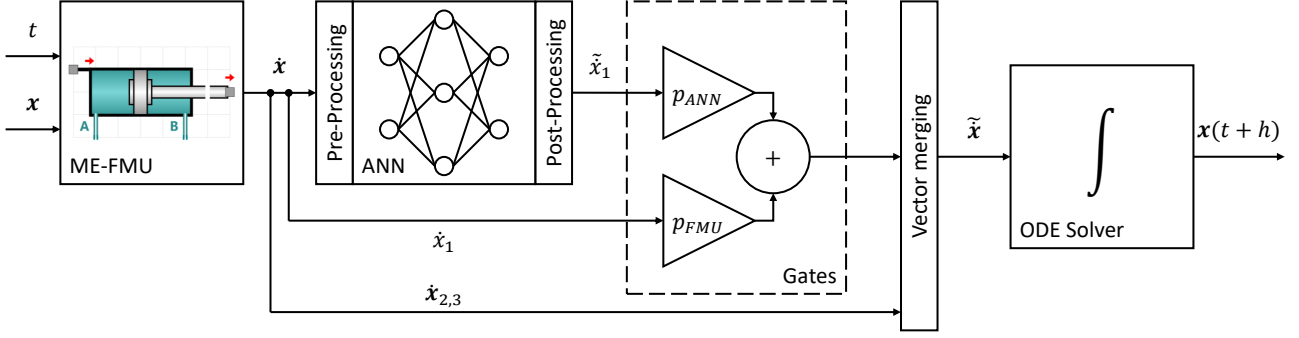 t
x
A
B
ME-FMU
ẋ
Pre-Processing
ANN
Post-Processing
x̃̇₁
p_ANN
+
p_FMU
Gates
ẋ₁
ẋ₂,₃
Vector merging
x̃̇
∫
ODE Solver
x(t + h)